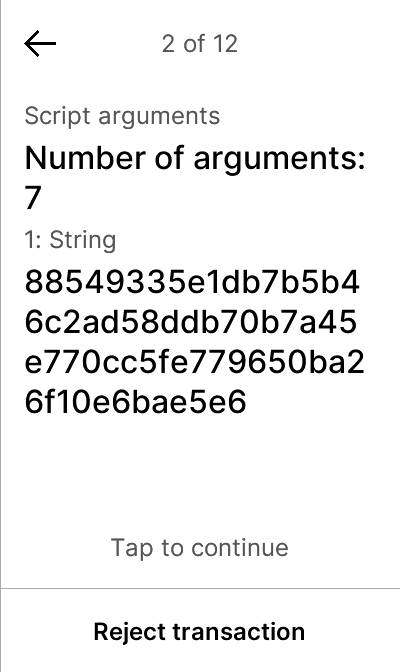 2 of 12
Script arguments
Number of arguments:
7
1: String
88549335e1db7b5b4
6c2ad58ddb70b7a45
e770cc5fe779650ba2
6f10e6bae5e6
Tap to continue
Reject transaction